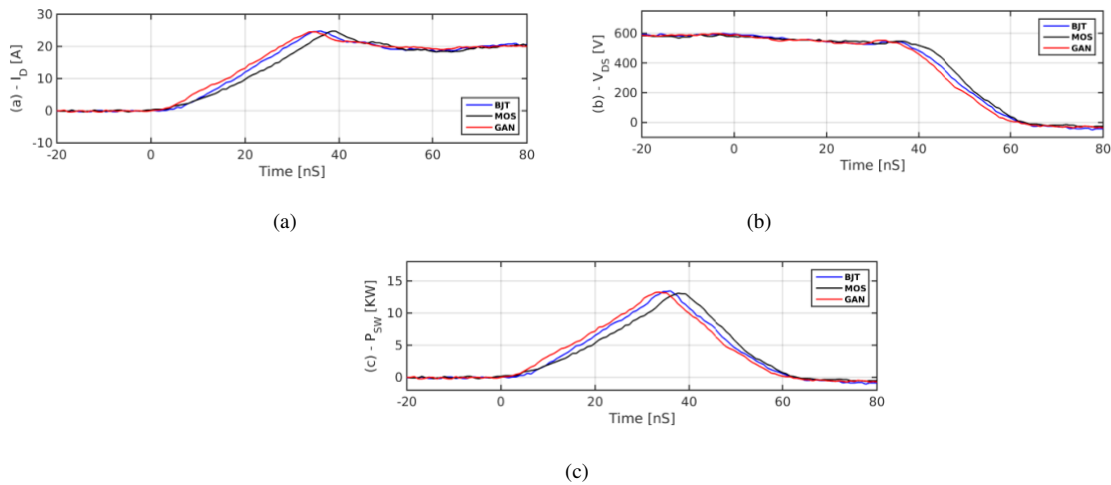 30
20
10
0
-10
(a) - I_D [A]
BJT
MOS
GAN
-20 0 20 40 60 80
Time [nS]
(a)
600
400
200
0
(b) - V_DS [V]
BJT
MOS
GAN
-20 0 20 40 60 80
Time [nS]
(b)
15
10
5
0
(c) - P_SW [KW]
BJT
MOS
GAN
-20 0 20 40 60 80
Time [nS]
(c)